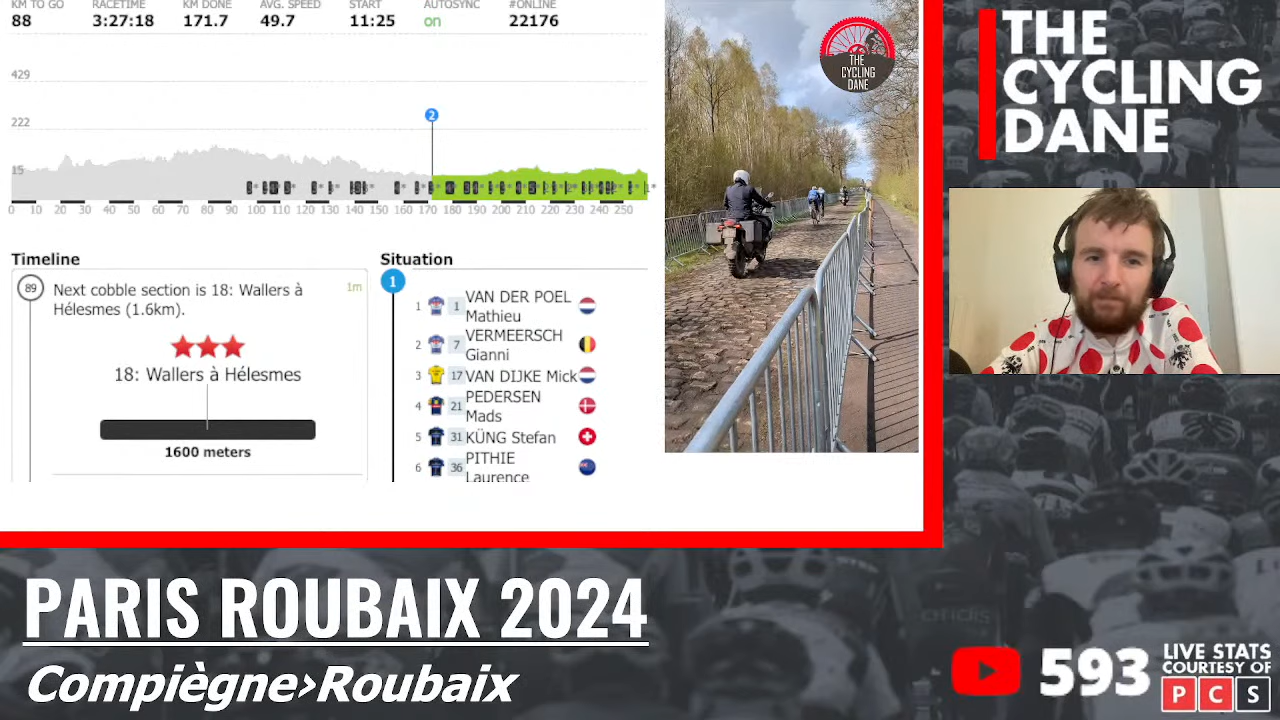 KM TO GO RACETIME KM DONE AVG. SPEED START AUTOSYNC #ONLINE
88 3:27:18 171.7 49.7 11:25 on 22176
429
222
2
15
0 10 20 30 40 50 60 70 80 90 100 110 120 130 140 150 160 170 180 190 200 210 220 230 240 250
Timeline
89
Next cobble section is 18: Wallers à
Hélesmes (1.6km).
1m
18: Wallers à Hélesmes
1600 meters
Situation
1
1 1 VAN DER POEL
Mathieu
2 7 VERMEERSCH
Gianni
3 17 VAN DIJKE Mick
4 21 PEDERSEN
Mads
5 31 KÜNG Stefan
6 36 PITHIE
Laurence
THE
CYCLING
DANE
THE
CYCLING
DANE
PARIS ROUBAIX 2024
Compiègne›Roubaix
593
LIVE STATS
COURTESY OF
P C S